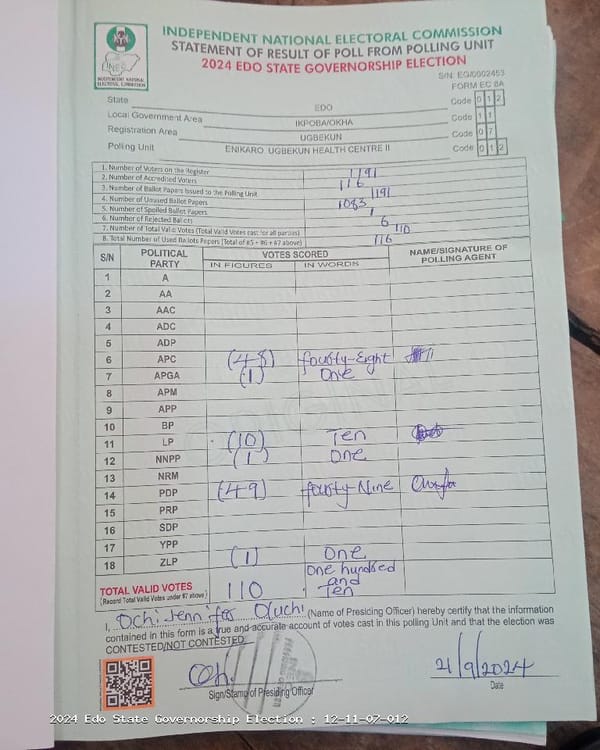 INDEPENDENT NATIONAL ELECTORAL COMMISSION
STATEMENT OF RESULT OF POLL FROM POLLING UNIT
2024 EDO STATE GOVERNORSHIP ELECTION
S/N: EG/0002453
FORM EC 8A
INDEPENDENT NATIONAL
ELECTORAL COMMISSION
State EDO Code 0 1 2
Local Government Area IKPOBA/OKHA Code 1 1
Registration Area UGBEKUN Code 0 7
Polling Unit ENIKARO UGBEKUN HEALTH CENTRE II Code 0 1 2
1. Number of Voters on the Register 1191
2. Number of Accredited Voters 116
3. Number of Ballot Papers Issued to the Polling Unit 1191
4. Number of Unused Ballot Papers 1083
5. Number of Spoiled Ballot Papers
6. Number of Rejected Ballots 6
7. Number of Total Valid Votes (Total Valid Votes cast for all parties) 110
8. Total Number of Used Ballots Papers (Total of #5 + #6 + #7 above) 116
S/N POLITICAL PARTY VOTES SCORED NAME/SIGNATURE OF POLLING AGENT
IN FIGURES IN WORDS
1 A
2 AA
3 AAC
4 ADC
5 ADP
6 APC (48) fourty-Eight
7 APGA (1) One
8 APM
9 APP
10 BP
11 LP (10) Ten
12 NNPP (1) One
13 NRM
14 PDP (49) fourty-Nine
15 PRP
16 SDP
17 YPP
18 ZLP (1) One
TOTAL VALID VOTES 110 One hundred and Ten
(Record Total Valid Votes under #7 above)
I, Ochi Jennifer Oluchi (Name of Presiding Officer) hereby certify that the information
contained in this form is a true and accurate account of votes cast in this polling Unit and that the election was
CONTESTED/NOT CONTESTED.
21/9/2024
Sign/Stamp of Presiding Officer Date
2024 Edo State Governorship Election : 12-11-07-012